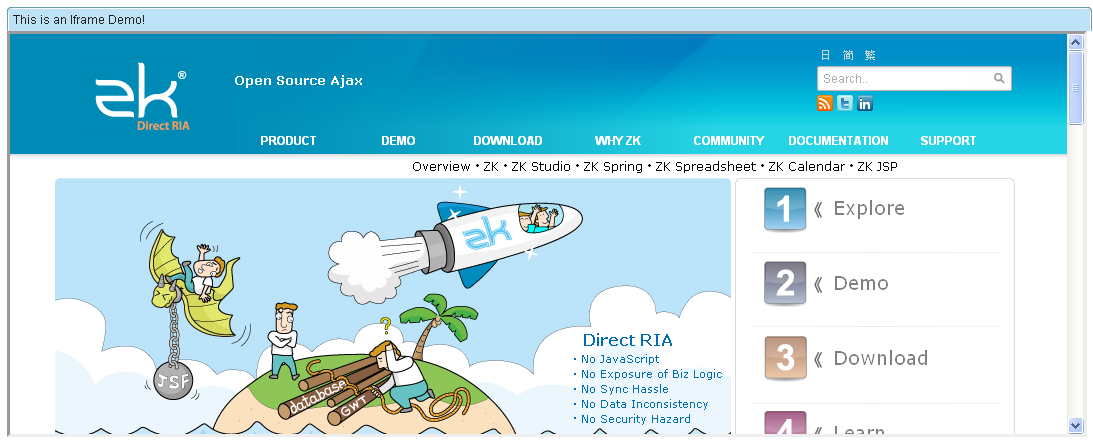 This is an Iframe Demo!
日 简 繁
zk®
Direct RIA
Open Source Ajax
Search..
PRODUCT DEMO DOWNLOAD WHY ZK COMMUNITY DOCUMENTATION SUPPORT
Overview • ZK • ZK Studio • ZK Spring • ZK Spreadsheet • ZK Calendar • ZK JSP
zk
?
JSF
database
GWT
Direct RIA
• No JavaScript
• No Exposure of Biz Logic
• No Sync Hassle
• No Data Inconsistency
• No Security Hazard
1 《 Explore
2 《 Demo
3 《 Download
4 《 Learn